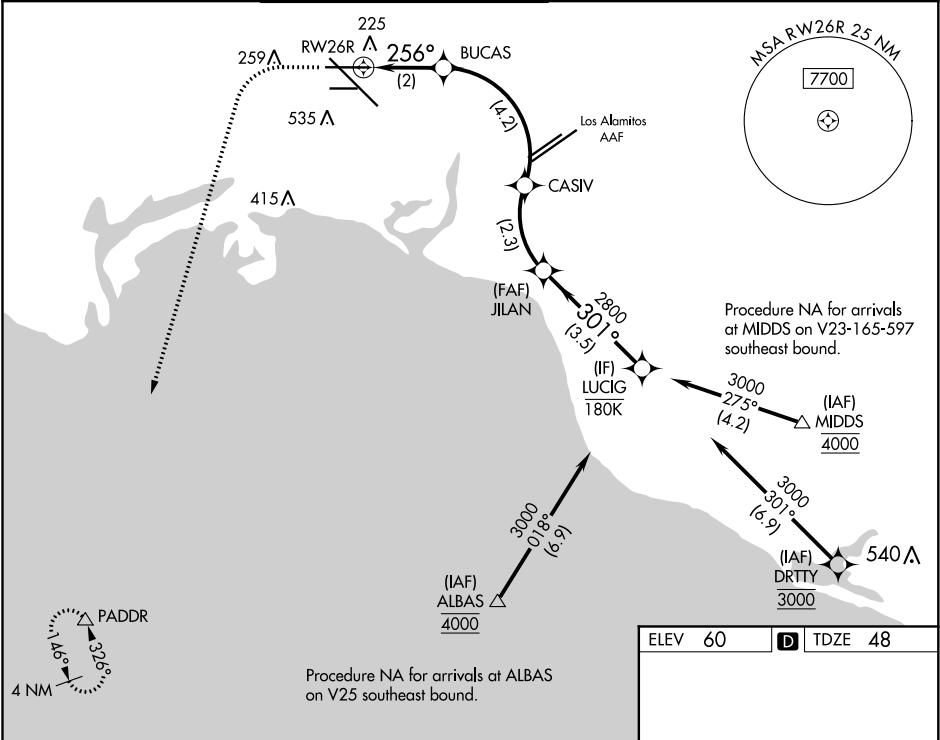 225
RW26R
256°
BUCAS
259
(2)
535
(4.2)
Los Alamitos
AAF
MSA RW26R 25 NM
7700
CASIV
415
(2.3)
(FAF)
JILAN
2800
301°
(3.5)
(IF)
LUCIG
180K
Procedure NA for arrivals
at MIDDS on V23-165-597
southeast bound.
3000
275°
(4.2)
(IAF)
MIDDS
4000
3000
301°
(6.9)
3000
018°
(6.9)
(IAF)
DRTTY
3000
540
(IAF)
ALBAS
4000
PADDR
146°
326°
4 NM
Procedure NA for arrivals at ALBAS
on V25 southeast bound.
ELEV 60 D TDZE 48